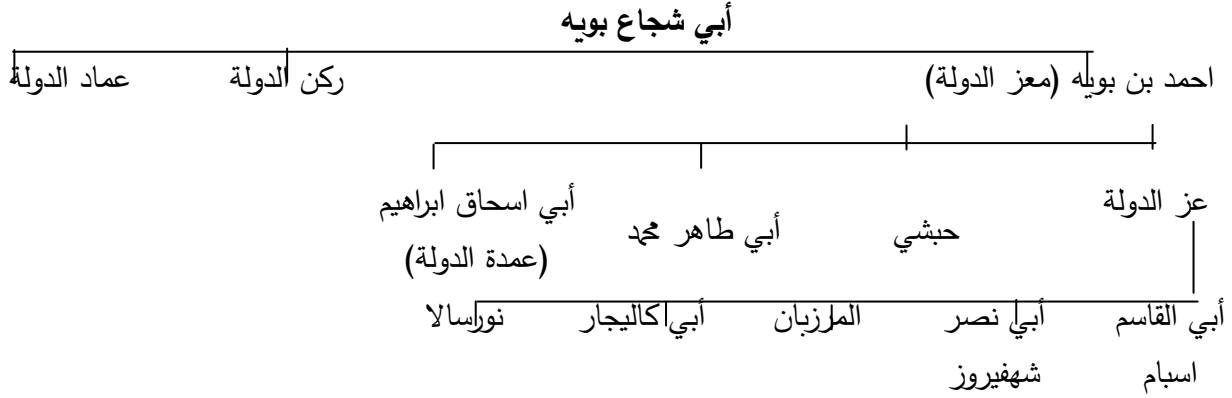 أبي شجاع بويه
احمد بن بويه (معز الدولة) ركن الدولة عماد الدولة
عز الدولة حبشي أبي طاهر محمد أبي اسحاق ابراهيم
(عمدة الدولة)
أبي القاسم أبي نصر المرزبان أبي كاليجار نورسالا
اسبام شهفيروز